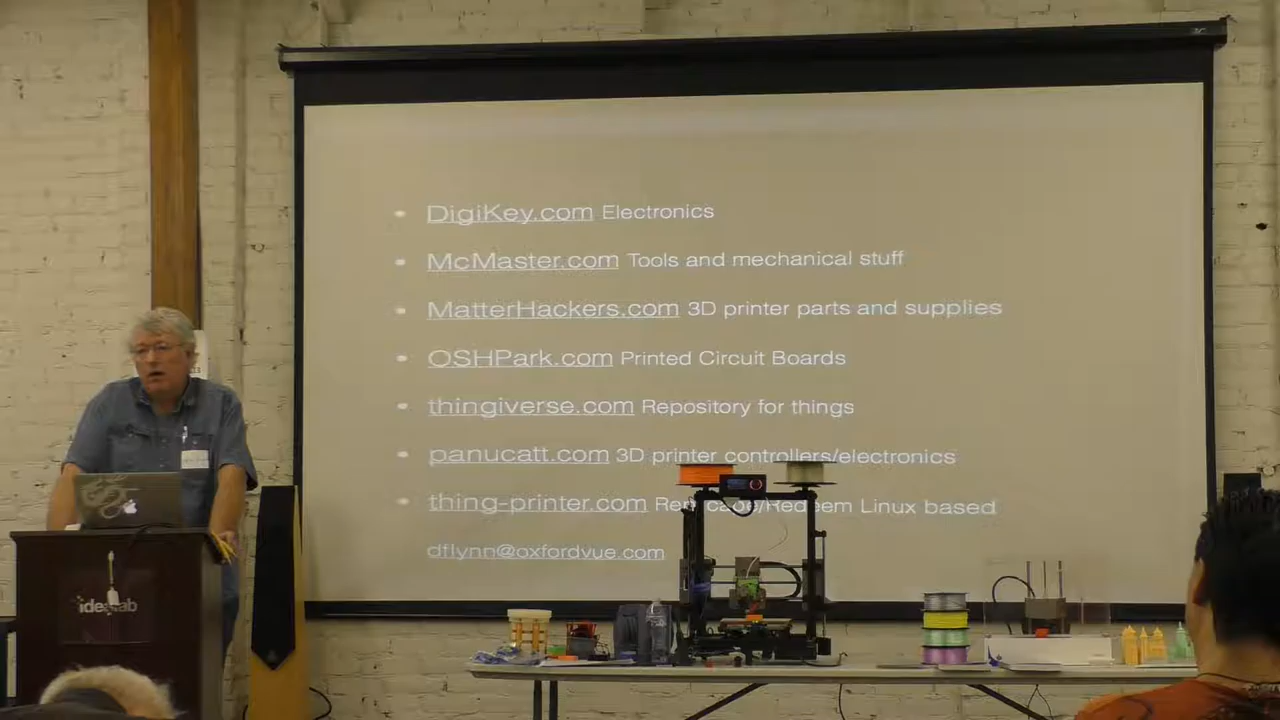 DigiKey.com Electronics
McMaster.com Tools and mechanical stuff
MatterHackers.com 3D printer parts and supplies
OSHPark.com Printed Circuit Boards
thingiverse.com Repository for things
panucatt.com 3D printer controllers/electronics
thing-printer.com Linux based
dflynn@oxfordvue.com